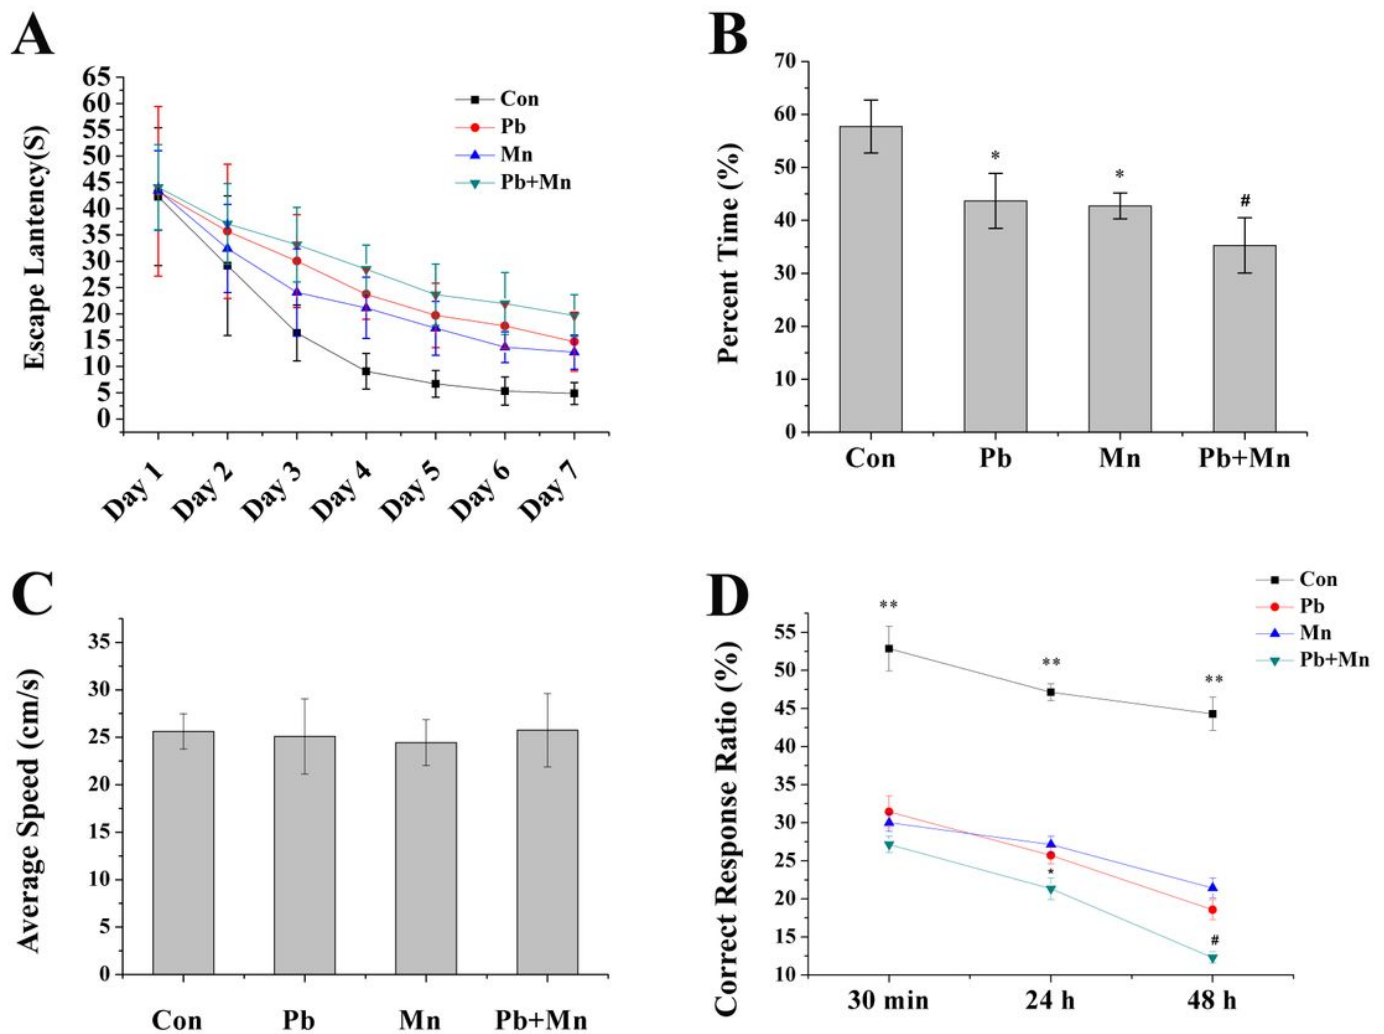 A
Escape Lantency(S)
65
60
55
50
45
40
35
30
25
20
15
10
5
0
Con
Pb
Mn
Pb+Mn
Day 1
Day 2
Day 3
Day 4
Day 5
Day 6
Day 7
B
Percent Time (%)
70
60
50
40
30
20
10
0
*
*
#
Con
Pb
Mn
Pb+Mn
C
Average Speed (cm/s)
35
30
25
20
15
10
5
0
Con
Pb
Mn
Pb+Mn
D
Correct Response Ratio (%)
55
50
45
40
35
30
25
20
15
10
Con
Pb
Mn
Pb+Mn
**
**
**
*
#
30 min
24 h
48 h